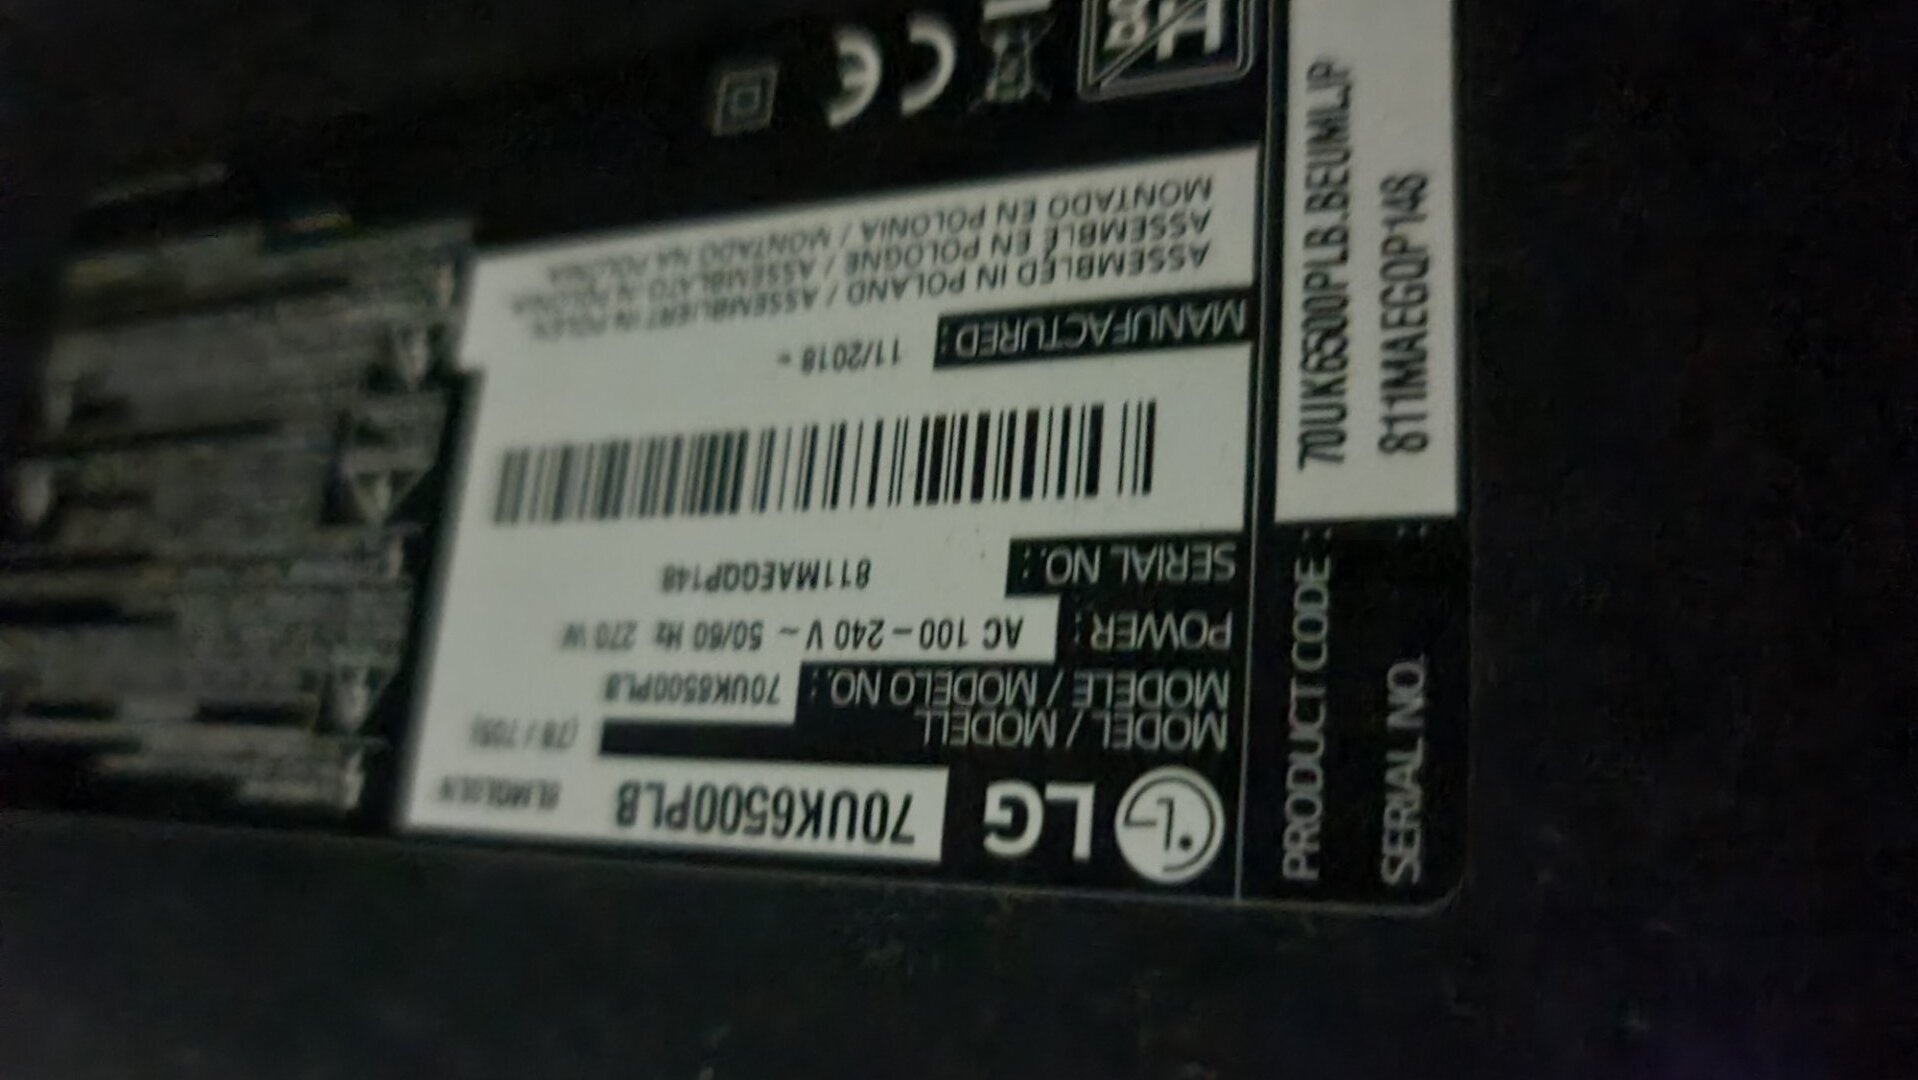 LG 70UK6500PLB
MODEL / MODELL
MODELE / MODELO NO. : 70UK6500PLB
POWER : AC 100 – 240 V ~ 50/60 Hz 270 W
SERIAL NO. : 811MAEGQP148
MANUFACTURED : 11/2018
ASSEMBLED IN POLAND / ASSEMBLIERT IN POLEN
ASSEMBLÉ EN POLOGNE / ASSEMBLATO IN POLONIA
MONTADO EN POLONIA / MONTADO NA POLÓNIA
CE
PRODUCT CODE : 70UK6500PLB.BEUMLJP
SERIAL NO. : 811MAEGQP148